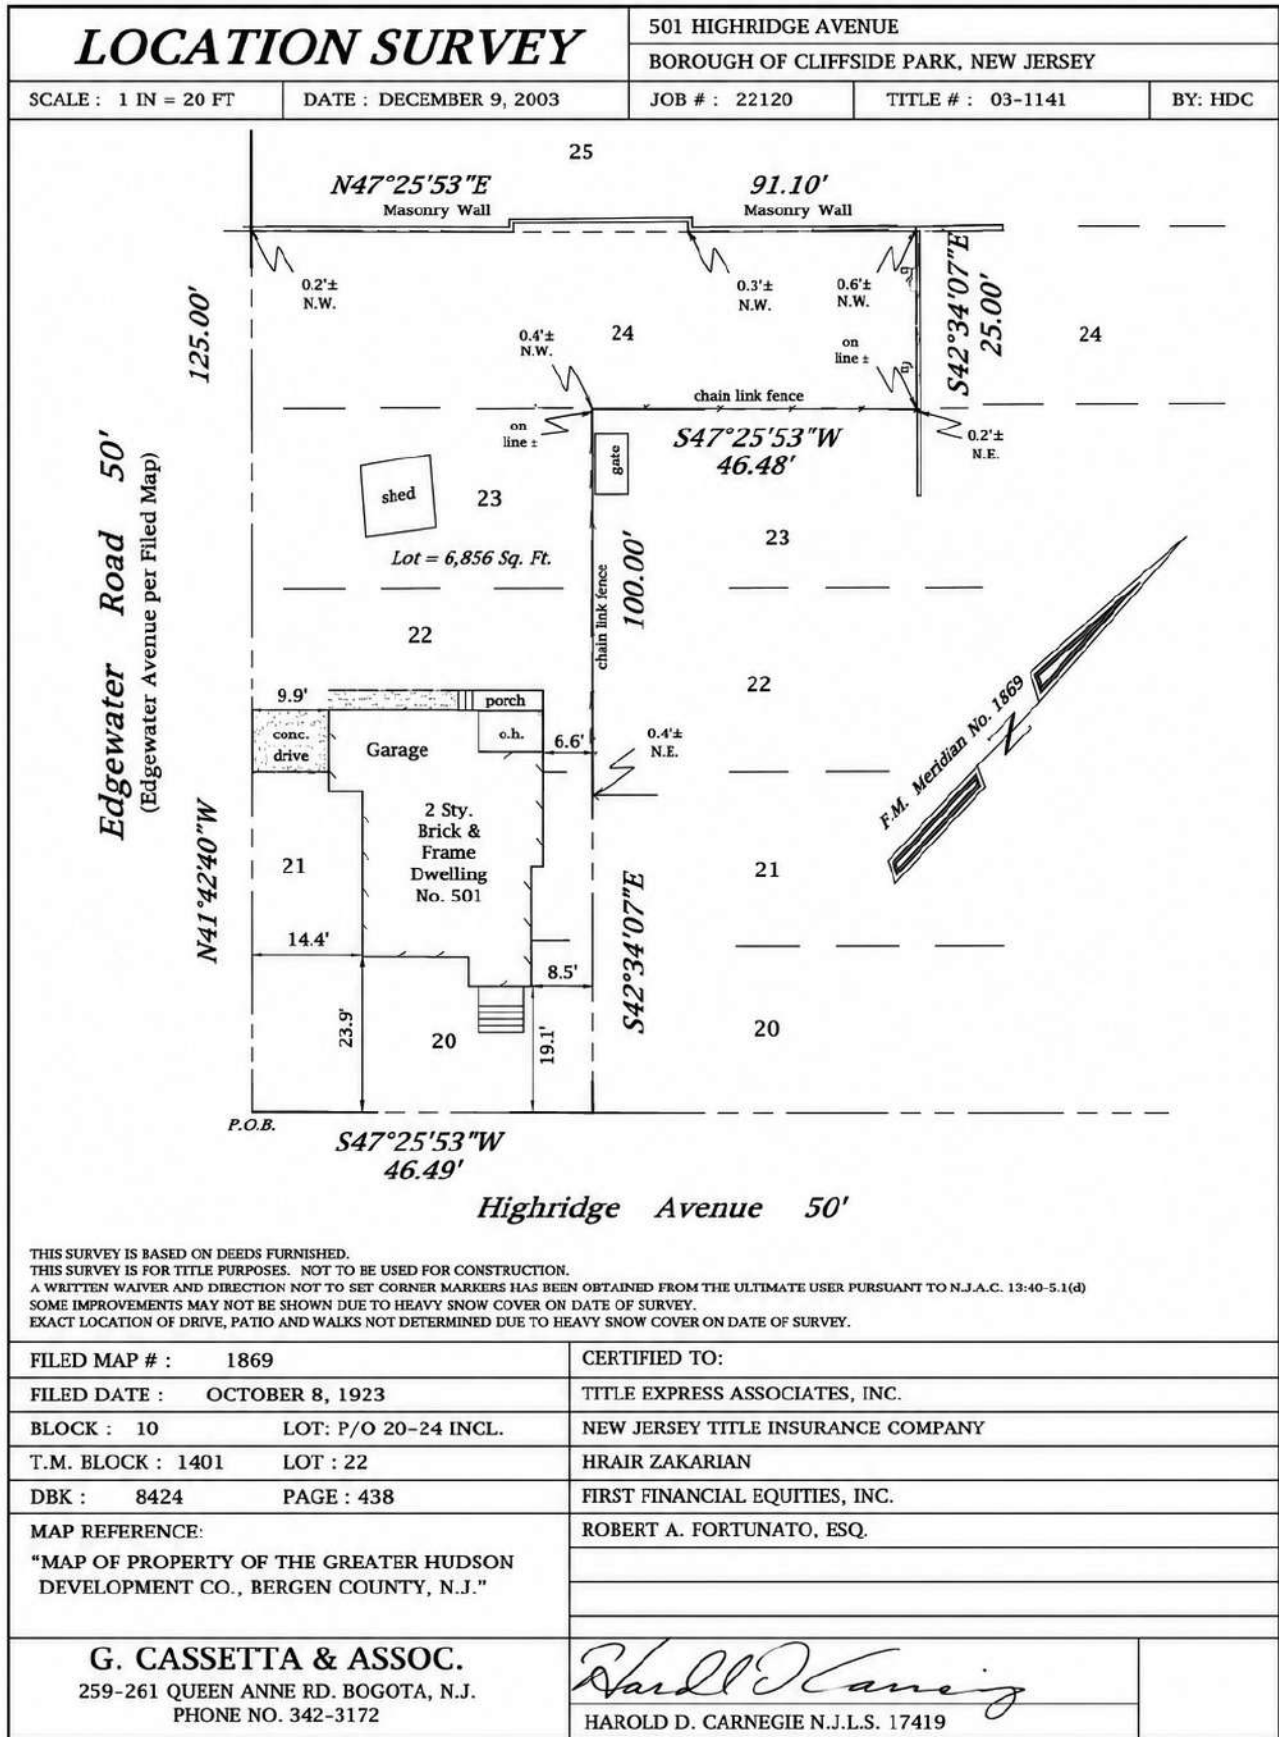 LOCATION SURVEY
501 HIGHRIDGE AVENUE
BOROUGH OF CLIFFSIDE PARK, NEW JERSEY
SCALE : 1 IN = 20 FT
DATE : DECEMBER 9, 2003
JOB # : 22120
TITLE # : 03-1141
BY: HDC
25
N47°25'53"E
91.10'
Masonry Wall
Masonry Wall
0.2'±
N.W.
0.3'±
N.W.
0.6'±
N.W.
S42°34'07"E
25.00'
125.00'
0.4'±
N.W.
24
on
line ±
24
chain link fence
on
line ±
S47°25'53"W
46.48'
0.2'±
N.E.
gate
shed
23
23
Lot = 6,856 Sq. Ft.
Edgewater Road 50'
(Edgewater Avenue per Filed Map)
chain link fence
100.00'
22
22
9.9'
porch
conc.
drive
Garage
o.h.
6.6'
0.4'±
N.E.
F.M. Meridian No. 1869
2 Sty.
Brick &
Frame
Dwelling
No. 501
N41°42'40"W
21
21
S42°34'07"E
14.4'
8.5'
23.9'
20
19.1'
20
P.O.B.
S47°25'53"W
46.49'
Highridge Avenue 50'
THIS SURVEY IS BASED ON DEEDS FURNISHED.
THIS SURVEY IS FOR TITLE PURPOSES. NOT TO BE USED FOR CONSTRUCTION.
A WRITTEN WAIVER AND DIRECTION NOT TO SET CORNER MARKERS HAS BEEN OBTAINED FROM THE ULTIMATE USER PURSUANT TO N.J.A.C. 13:40-5.1(d)
SOME IMPROVEMENTS MAY NOT BE SHOWN DUE TO HEAVY SNOW COVER ON DATE OF SURVEY.
EXACT LOCATION OF DRIVE, PATIO AND WALKS NOT DETERMINED DUE TO HEAVY SNOW COVER ON DATE OF SURVEY.
FILED MAP # : 1869
FILED DATE : OCTOBER 8, 1923
BLOCK : 10 LOT: P/O 20-24 INCL.
T.M. BLOCK : 1401 LOT : 22
DBK : 8424 PAGE : 438
MAP REFERENCE:
"MAP OF PROPERTY OF THE GREATER HUDSON
DEVELOPMENT CO., BERGEN COUNTY, N.J."
CERTIFIED TO:
TITLE EXPRESS ASSOCIATES, INC.
NEW JERSEY TITLE INSURANCE COMPANY
HRAIR ZAKARIAN
FIRST FINANCIAL EQUITIES, INC.
ROBERT A. FORTUNATO, ESQ.
G. CASSETTA & ASSOC.
259-261 QUEEN ANNE RD. BOGOTA, N.J.
PHONE NO. 342-3172
HAROLD D. CARNEGIE N.J.L.S. 17419